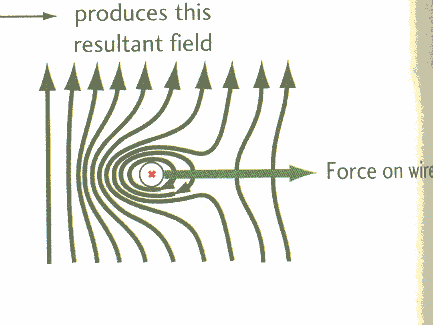 produces this
resultant field
Force on wire